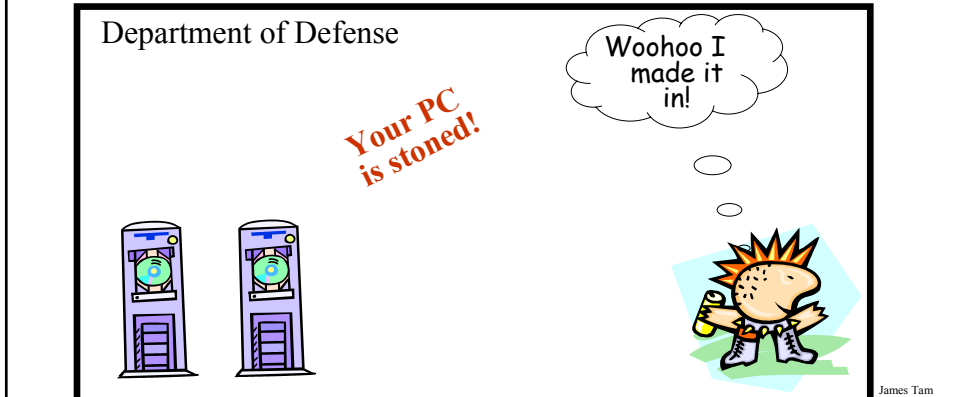 Department of Defense
Woohoo I
made it
in!
Your PC
is stoned!
James Tam